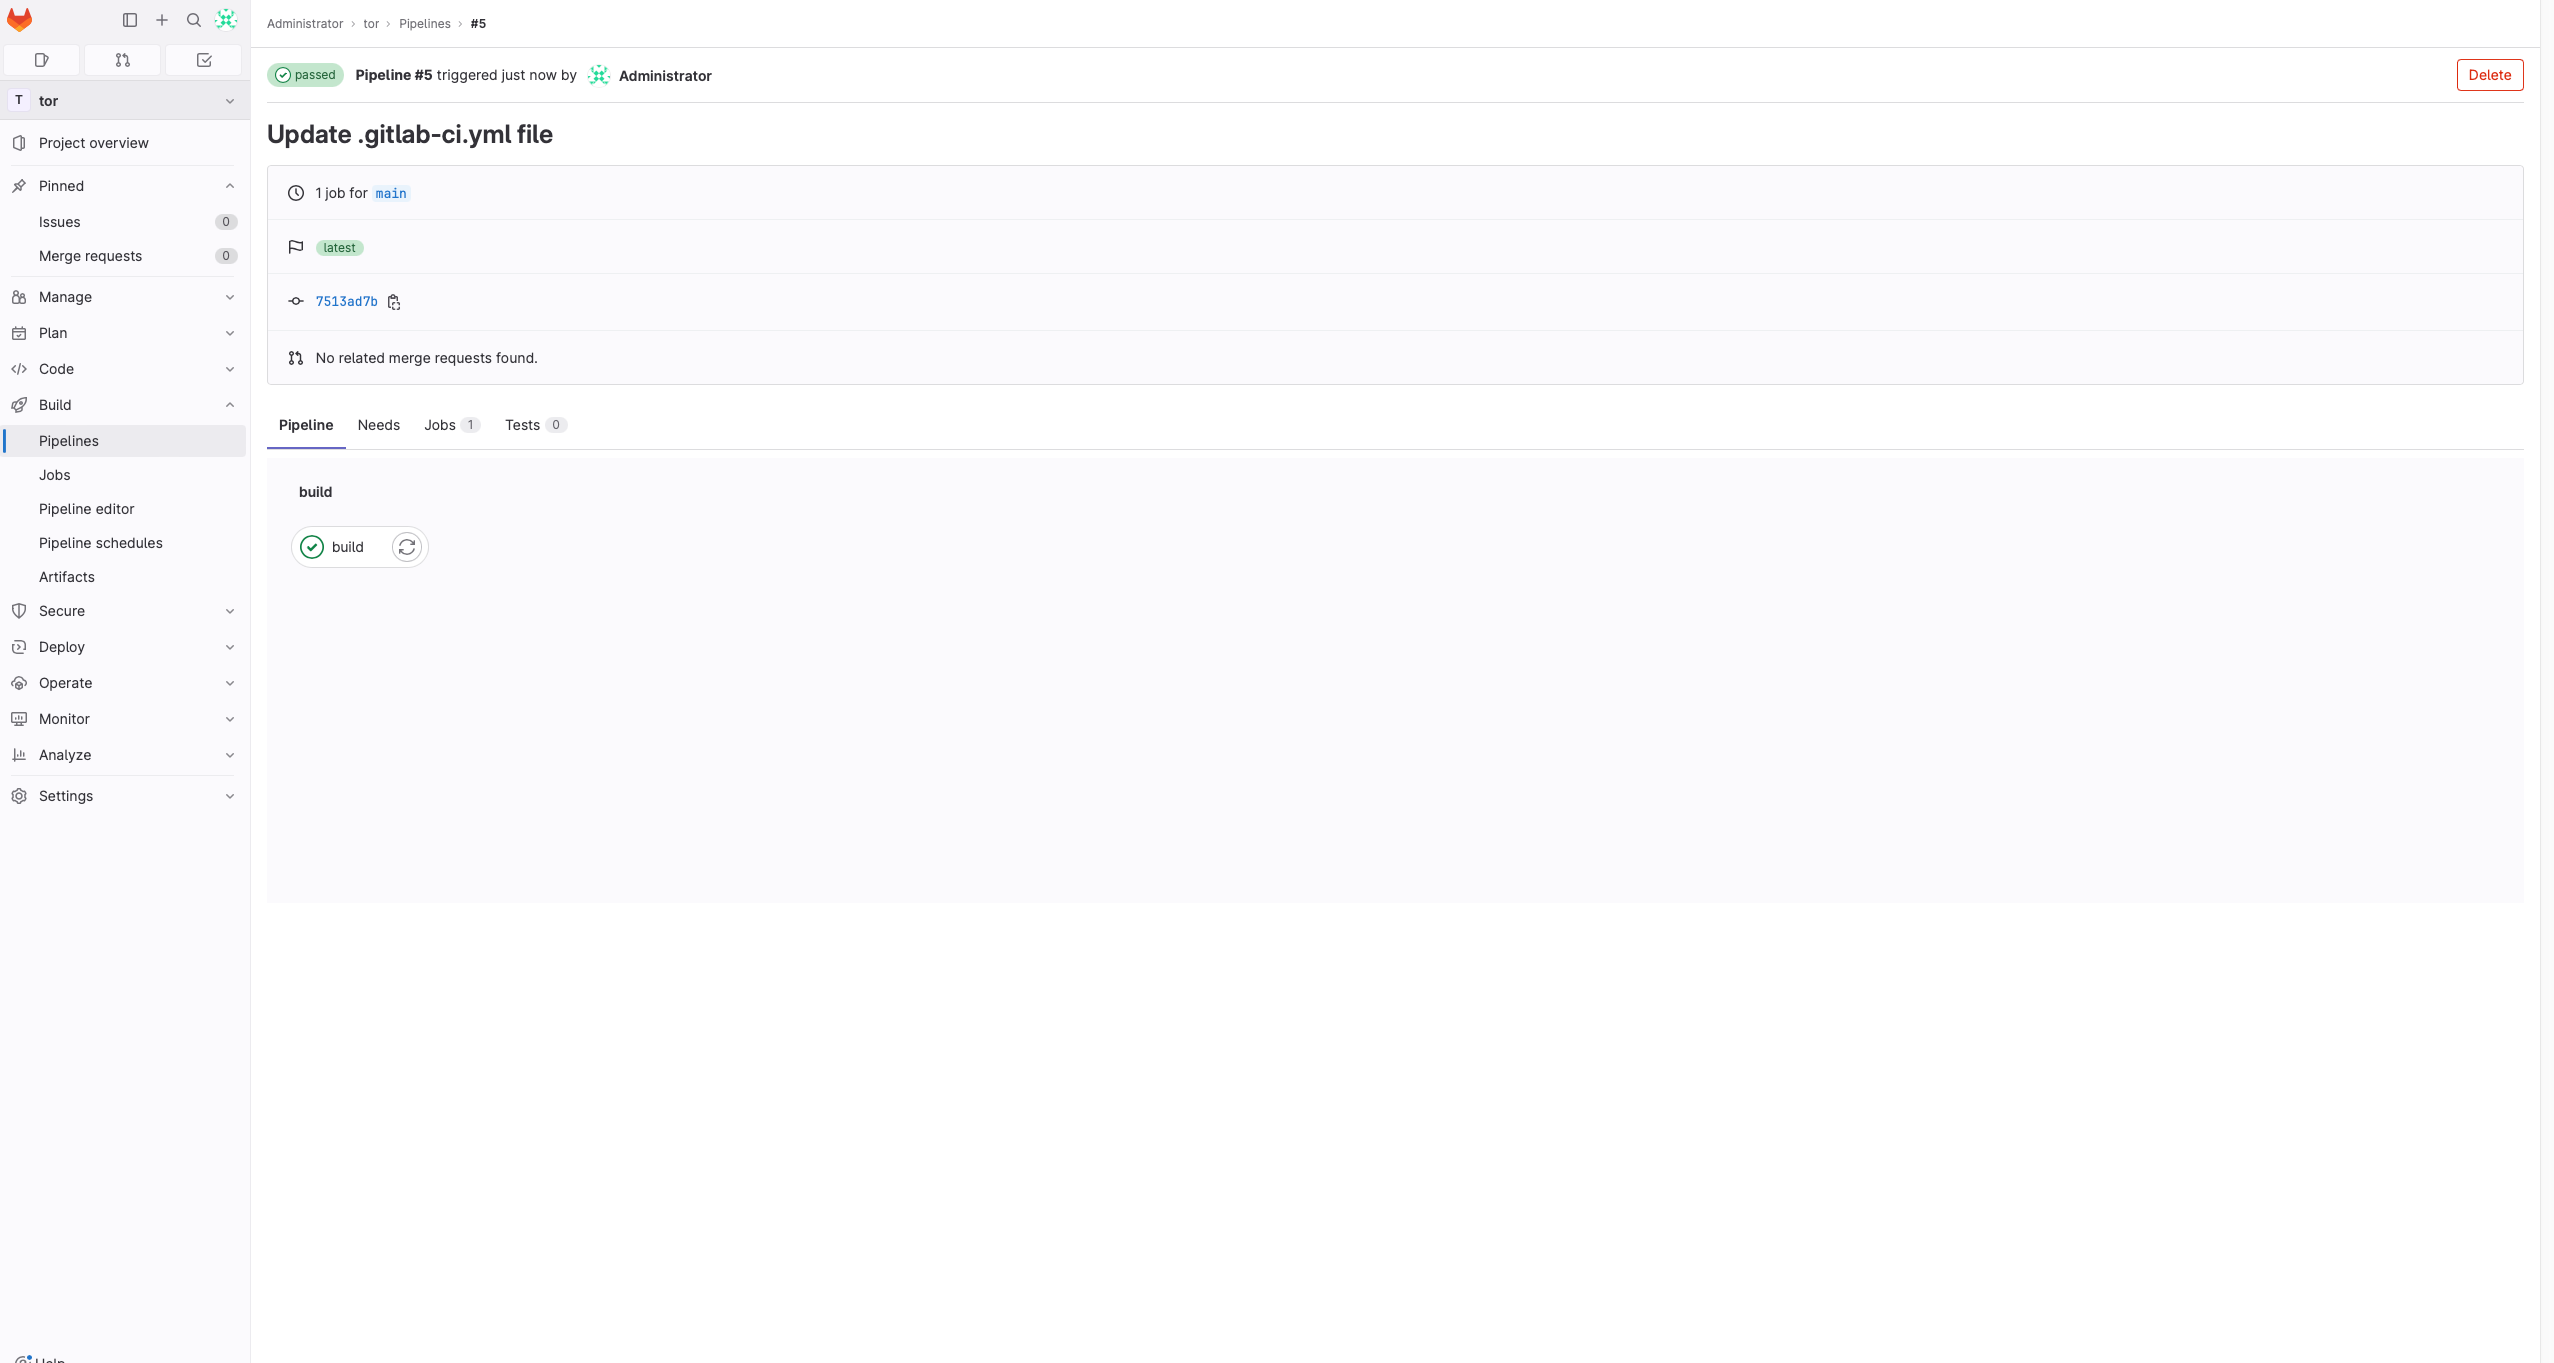 Administrator › tor › Pipelines › #5
T tor
Project overview
Pinned
Issues 0
Merge requests 0
Manage
Plan
Code
Build
Pipelines
Jobs
Pipeline editor
Pipeline schedules
Artifacts
Secure
Deploy
Operate
Monitor
Analyze
Settings
Help
passed Pipeline #5 triggered just now by Administrator
Delete
Update .gitlab-ci.yml file
1 job for main
latest
7513ad7b
No related merge requests found.
Pipeline Needs Jobs 1 Tests 0
build
build